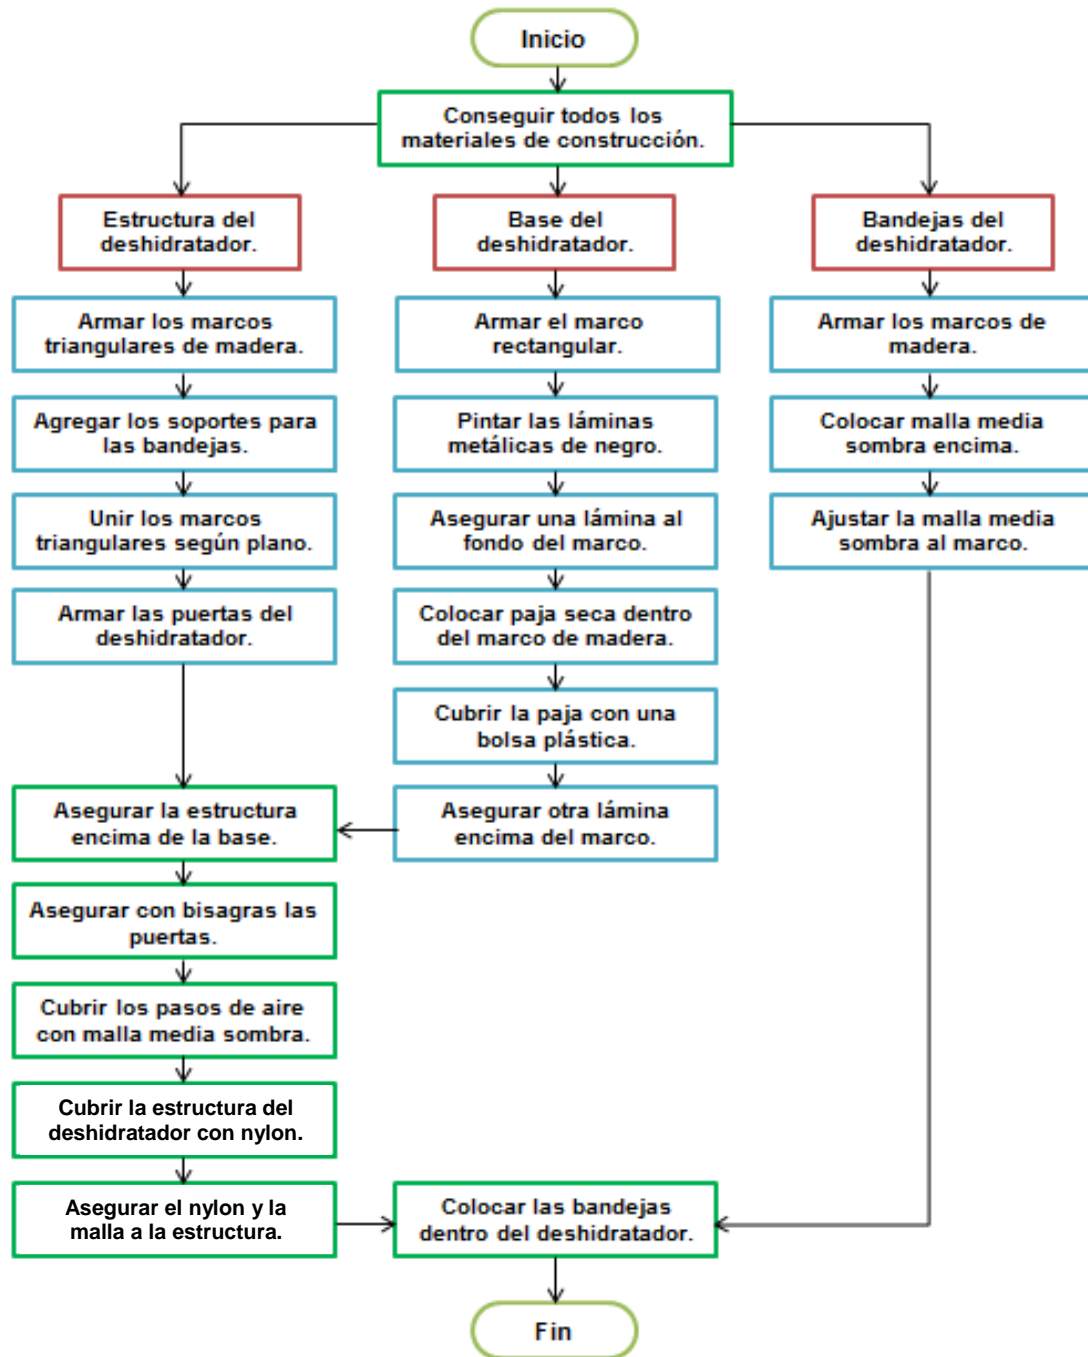 Inicio
Conseguir todos los
materiales de construcción.
Estructura del
deshidratador.
Base del
deshidratador.
Bandejas del
deshidratador.
Armar los marcos
triangulares de madera.
Armar el marco
rectangular.
Armar los marcos de
madera.
Agregar los soportes para
las bandejas.
Pintar las láminas
metálicas de negro.
Colocar malla media
sombra encima.
Unir los marcos
triangulares según plano.
Asegurar una lámina al
fondo del marco.
Ajustar la malla media
sombra al marco.
Armar las puertas del
deshidratador.
Colocar paja seca dentro
del marco de madera.
Cubrir la paja con una
bolsa plástica.
Asegurar la estructura
encima de la base.
Asegurar otra lámina
encima del marco.
Asegurar con bisagras las
puertas.
Cubrir los pasos de aire
con malla media sombra.
Cubrir la estructura del
deshidratador con nylon.
Asegurar el nylon y la
malla a la estructura.
Colocar las bandejas
dentro del deshidratador.
Fin